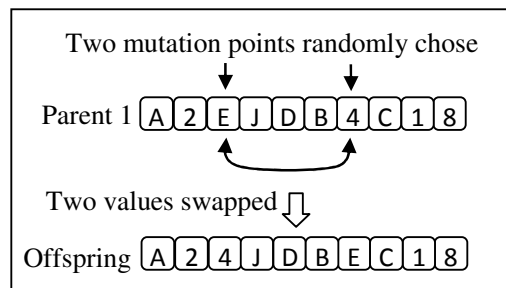 Two mutation points randomly chose
Parent 1 A 2 E J D B 4 C 1 8
Two values swapped
Offspring A 2 4 J D B E C 1 8